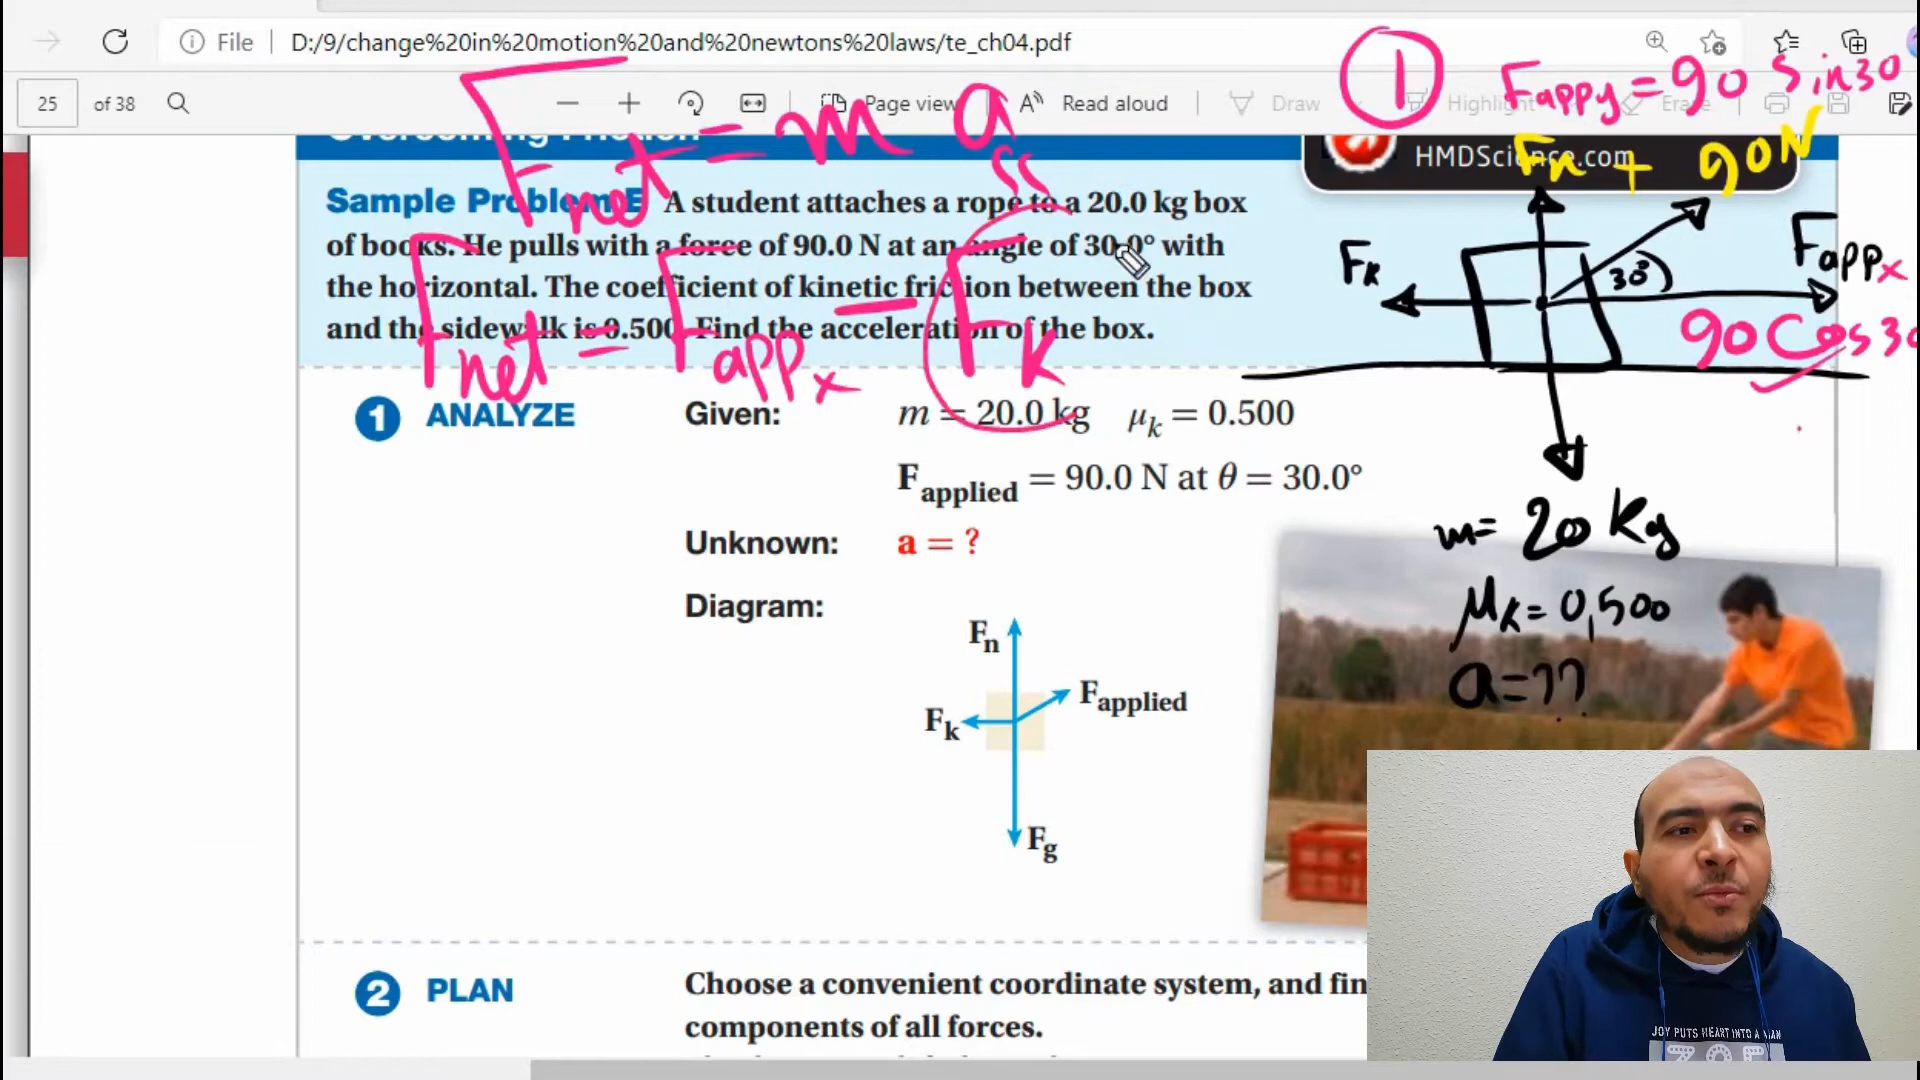 File D:/9/change%20in%20motion%20and%20newtons%20laws/te_ch04.pdf
25 of 38 Page view Read aloud Draw Highlight Erase
① Fappy = 90 Sin30
Fnet = m a
HMDScience.com
Fn + 90N
Sample Problem E A student attaches a rope to a 20.0 kg box
of books. He pulls with a force of 90.0 N at an angle of 30.0° with
the horizontal. The coefficient of kinetic friction between the box
and the sidewalk is 0.500. Find the acceleration of the box.
Fnet = Fappx - Fk
Fk
30°
Fappx
90 Cos 30
1 ANALYZE
Given: m = 20.0 kg μk = 0.500
Fapplied = 90.0 N at θ = 30.0°
Unknown: a = ?
Diagram:
Fn
Fapplied
Fk
Fg
m= 20 Kg
μk = 0,500
a=??
2 PLAN
Choose a convenient coordinate system, and fin
components of all forces.
JOY PUTS HEART INTO A MAN